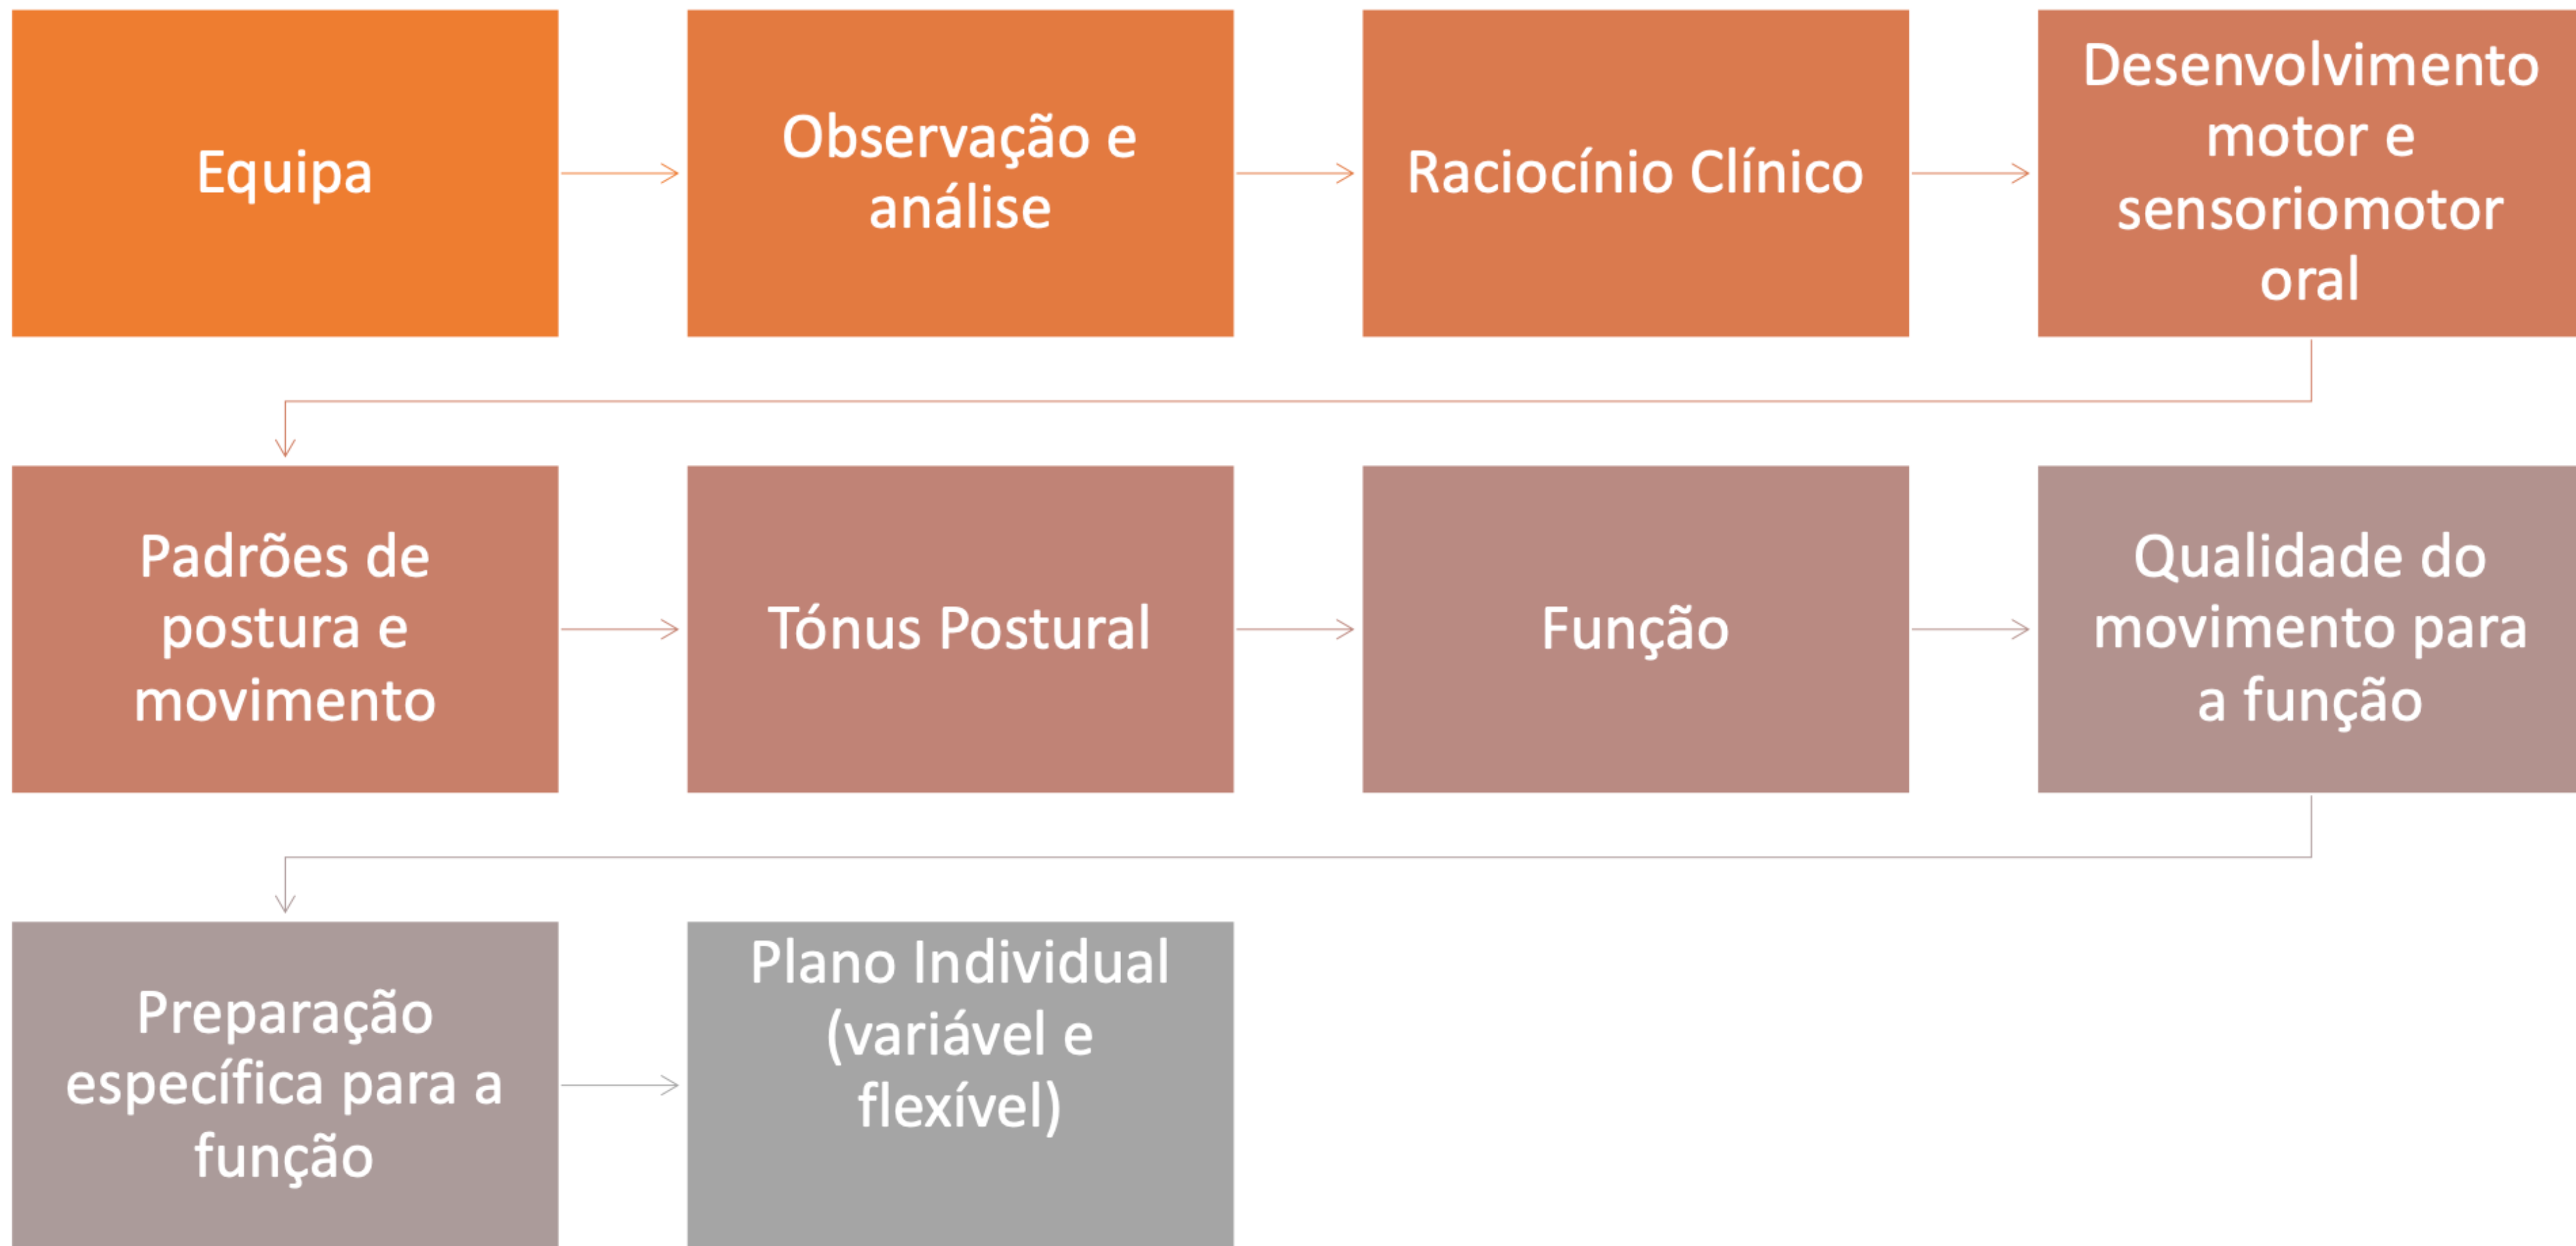 Equipa
Observação e
análise
Raciocínio Clínico
Desenvolvimento
motor e
sensoriomotor
oral
Padrões de
postura e
movimento
Tónus Postural
Função
Qualidade do
movimento para
a função
Preparação
específica para a
função
Plano Individual
(variável e
flexível)